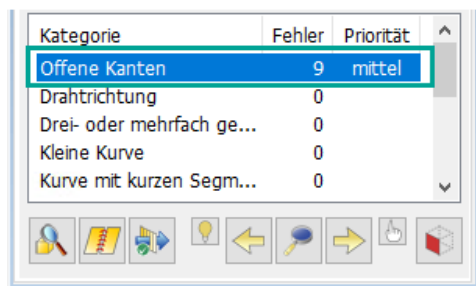 Kategorie Fehler Priorität
Offene Kanten 9 mittel
Drahtrichtung 0
Drei- oder mehrfach ge... 0
Kleine Kurve 0
Kurve mit kurzen Segm... 0